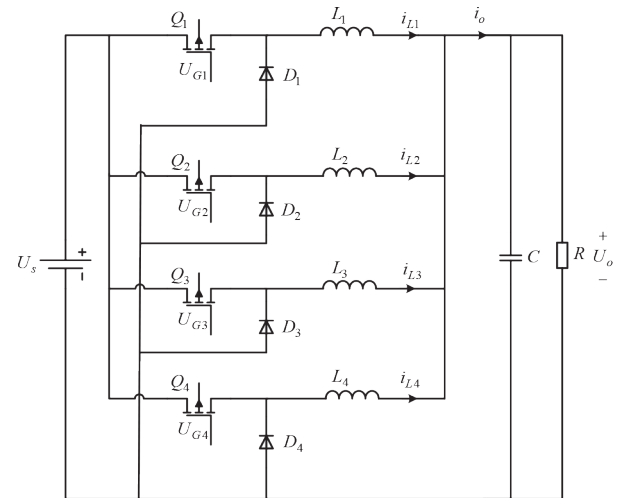 Q1 L1 iL1 io
UG1 D1
Q2 L2 iL2
UG2 D2
Us + − Q3 L3 iL3 C R + Uo −
UG3 D3
Q4 L4 iL4
UG4 D4